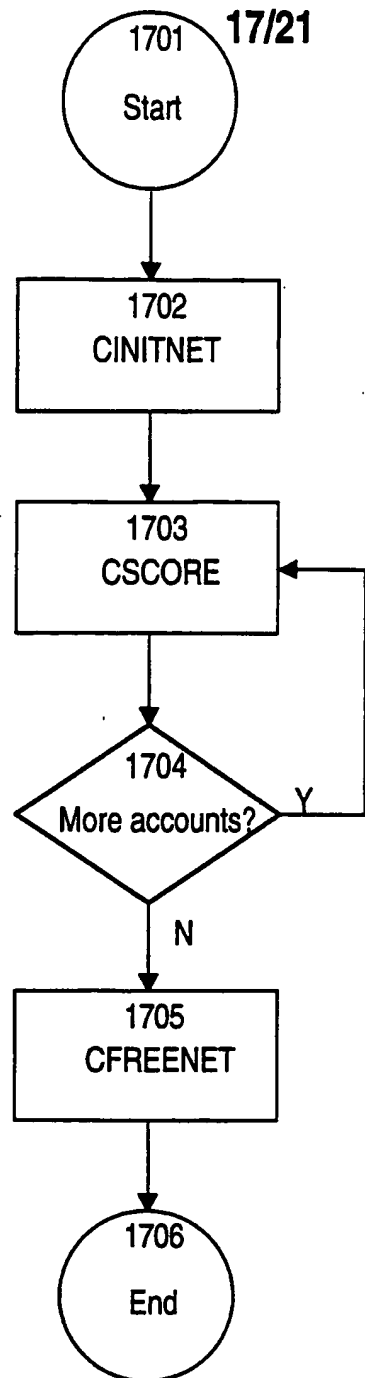 17/21
1701
Start
1702
CINITNET
1703
CSCORE
1704
More accounts?
Y
N
1705
CFREENET
1706
End